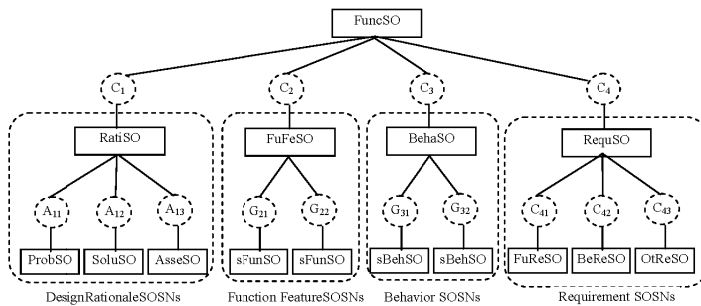 FuncSO
C1 C2 C3 C4
RatiSO FuFeSO BehaSO RequSO
A11 A12 A13 G21 G22 G31 G32 C41 C42 C43
ProbSO SoluSO AsseSO sFunSO sFunSO sBehSO sBehSO FuReSO BeReSO OtReSO
DesignRationaleSOSNs Function FeatureSOSNs Behavior SOSNs Requirement SOSNs